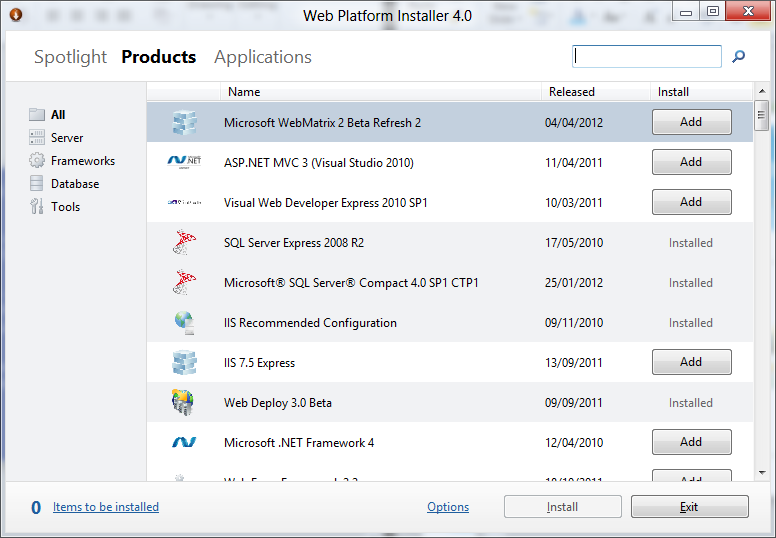 Web Platform Installer 4.0
Spotlight Products Applications
Name Released Install
All
Server
Frameworks
Database
Tools
Microsoft WebMatrix 2 Beta Refresh 2 04/04/2012 Add
ASP.NET MVC 3 (Visual Studio 2010) 11/04/2011 Add
Visual Web Developer Express 2010 SP1 10/03/2011 Add
SQL Server Express 2008 R2 17/05/2010 Installed
Microsoft® SQL Server® Compact 4.0 SP1 CTP1 25/01/2012 Installed
IIS Recommended Configuration 09/11/2010 Installed
IIS 7.5 Express 13/09/2011 Add
Web Deploy 3.0 Beta 09/09/2011 Installed
Microsoft .NET Framework 4 12/04/2010 Add
0 Items to be installed Options Install Exit